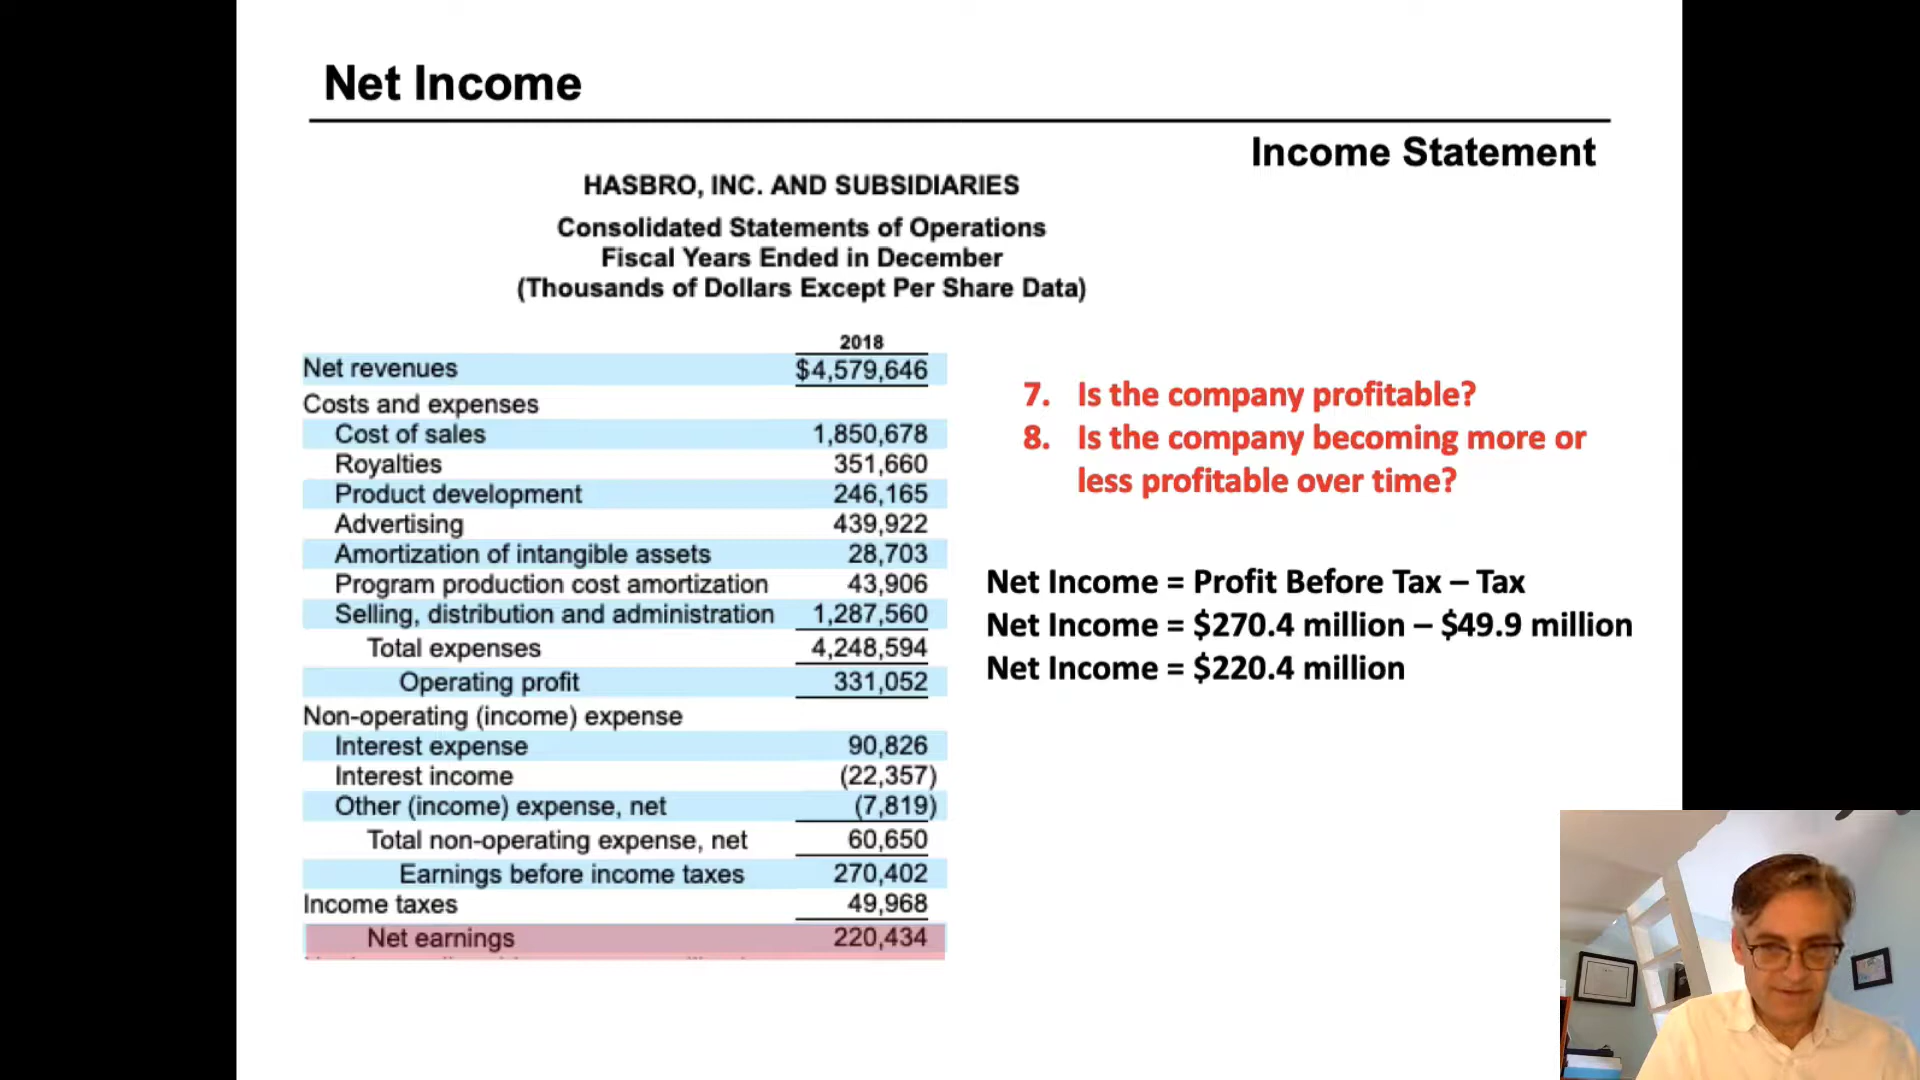 Net Income
Income Statement
HASBRO, INC. AND SUBSIDIARIES
Consolidated Statements of Operations
Fiscal Years Ended in December
(Thousands of Dollars Except Per Share Data)
2018
Net revenues $4,579,646
Costs and expenses
Cost of sales 1,850,678
Royalties 351,660
Product development 246,165
Advertising 439,922
Amortization of intangible assets 28,703
Program production cost amortization 43,906
Selling, distribution and administration 1,287,560
Total expenses 4,248,594
Operating profit 331,052
Non-operating (income) expense
Interest expense 90,826
Interest income (22,357)
Other (income) expense, net (7,819)
Total non-operating expense, net 60,650
Earnings before income taxes 270,402
Income taxes 49,968
Net earnings 220,434
7. Is the company profitable?
8. Is the company becoming more or
less profitable over time?
Net Income = Profit Before Tax – Tax
Net Income = $270.4 million – $49.9 million
Net Income = $220.4 million